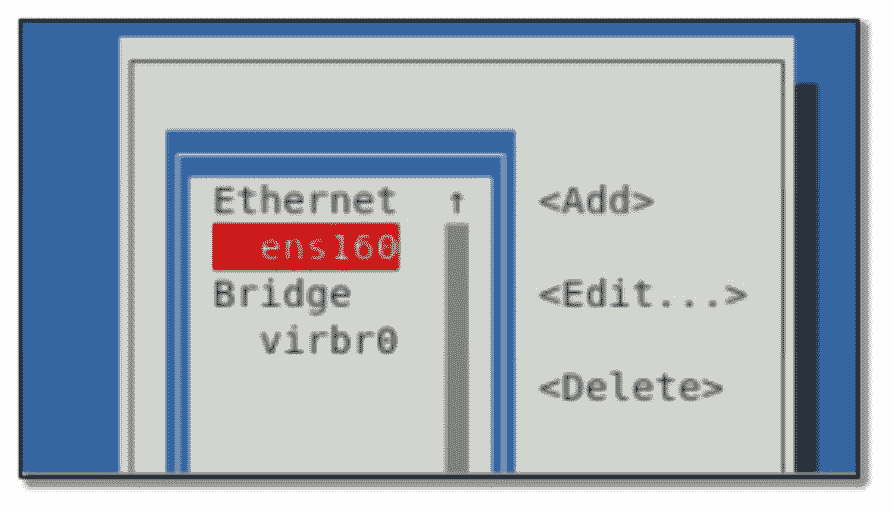 Ethernet ↑ <Add>
ens160
Bridge <Edit...>
virbr0
<Delete>